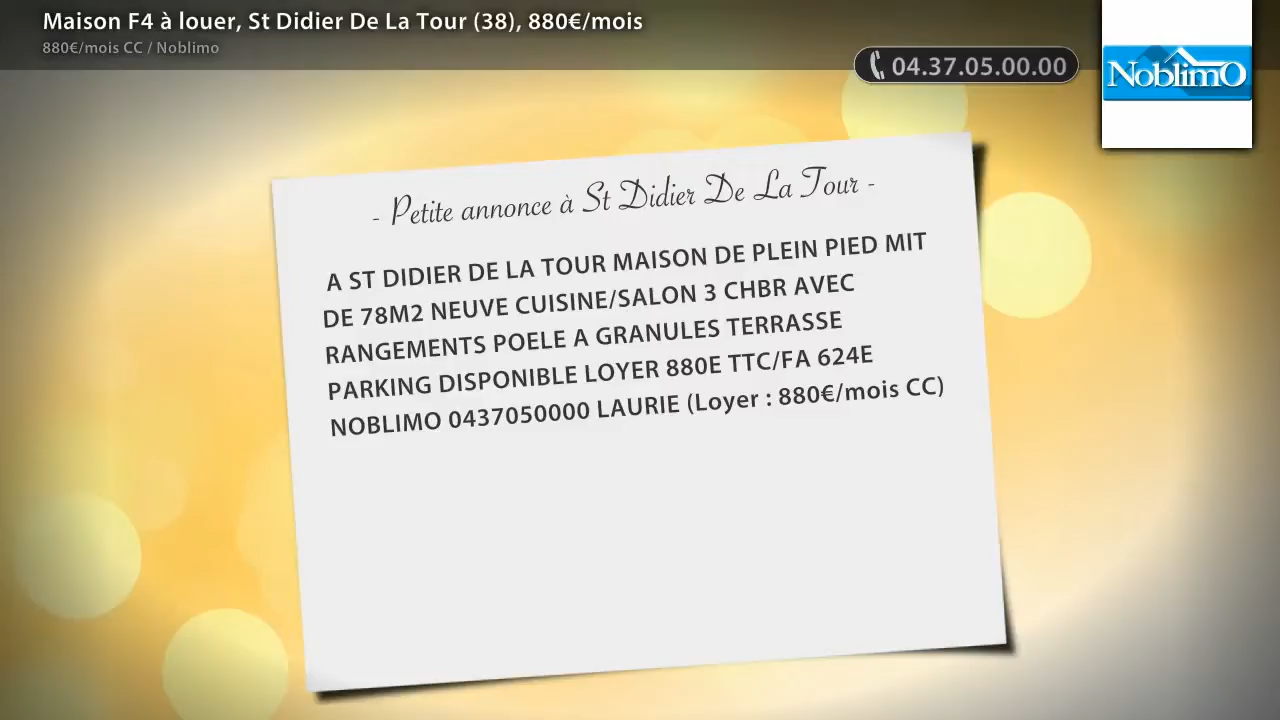 Maison F4 à louer, St Didier De La Tour (38), 880€/mois
880€/mois CC / Noblimo
04.37.05.00.00
NoblimO
- Petite annonce à St Didier De La Tour -
A ST DIDIER DE LA TOUR MAISON DE PLEIN PIED MIT
DE 78M2 NEUVE CUISINE/SALON 3 CHBR AVEC
RANGEMENTS POELE A GRANULES TERRASSE
PARKING DISPONIBLE LOYER 880E TTC/FA 624E
NOBLIMO 0437050000 LAURIE (Loyer : 880€/mois CC)